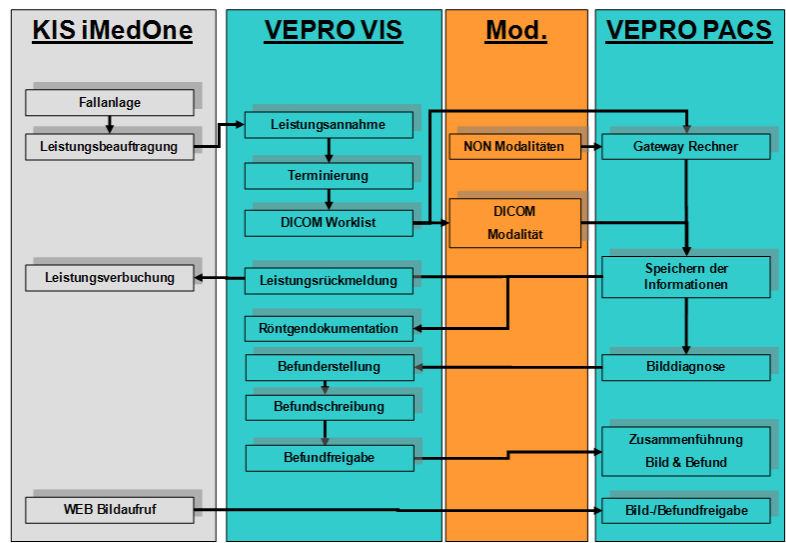 KIS iMedOne
VEPRO VIS
Mod.
VEPRO PACS
Fallanlage
Leistungsbeauftragung
Leistungsverbuchung
WEB Bildaufruf
Leistungsannahme
Terminierung
DICOM Worklist
Leistungsrückmeldung
Röntgendokumentation
Befunderstellung
Befundschreibung
Befundfreigabe
NON Modalitäten
DICOM
Modalität
Gateway Rechner
Speichern der
Informationen
Bilddiagnose
Zusammenführung
Bild & Befund
Bild-/Befundfreigabe